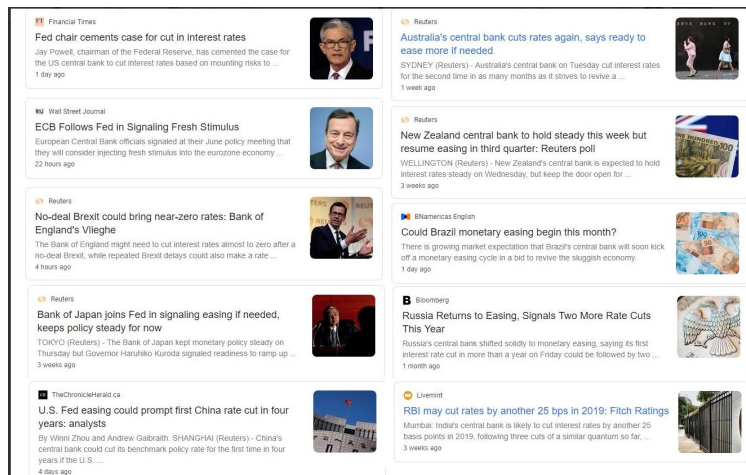 Financial Times
Fed chair cements case for cut in interest rates
Jay Powell, chairman of the Federal Reserve, has cemented the case for
the US central bank to cut interest rates based on mounting risks to ...
1 day ago
Wall Street Journal
ECB Follows Fed in Signaling Fresh Stimulus
European Central Bank officials signaled at their June policy meeting that
they will consider injecting fresh stimulus into the eurozone economy ...
22 hours ago
Reuters
No-deal Brexit could bring near-zero rates: Bank of
England's Vlieghe
The Bank of England might need to cut interest rates almost to zero after a
no-deal Brexit, while repeated Brexit delays could also make a rate ...
4 hours ago
Reuters
Bank of Japan joins Fed in signaling easing if needed,
keeps policy steady for now
TOKYO (Reuters) - The Bank of Japan kept monetary policy steady on
Thursday but Governor Haruhiko Kuroda signaled readiness to ramp up ...
3 weeks ago
TheChronicleHerald.ca
U.S. Fed easing could prompt first China rate cut in four
years: analysts
By Winni Zhou and Andrew Galbraith. SHANGHAI (Reuters) - China's
central bank could cut its benchmark policy rate for the first time in four
years if the U.S. ...
4 days ago
Reuters
Australia's central bank cuts rates again, says ready to
ease more if needed
SYDNEY (Reuters) - Australia's central bank on Tuesday cut interest rates
for the second time in as many months as it strives to revive a ...
1 week ago
Reuters
New Zealand central bank to hold steady this week but
resume easing in third quarter: Reuters poll
WELLINGTON (Reuters) - New Zealand's central bank is expected to hold
interest rates steady on Wednesday, but keep the door open for ...
3 weeks ago
BNamericas English
Could Brazil monetary easing begin this month?
There is growing market expectation that Brazil's central bank will soon kick
off a monetary easing cycle in a bid to revive the sluggish economy.
1 day ago
Bloomberg
Russia Returns to Easing, Signals Two More Rate Cuts
This Year
Russia's central bank shifted solidly to monetary easing, saying its first
interest rate cut in more than a year on Friday could be followed by two ...
1 month ago
Livemint
RBI may cut rates by another 25 bps in 2019: Fitch Ratings
Mumbai: India's central bank is likely to cut interest rates by another 25
basis points in 2019, following three cuts of a similar quantum so far, ...
3 weeks ago